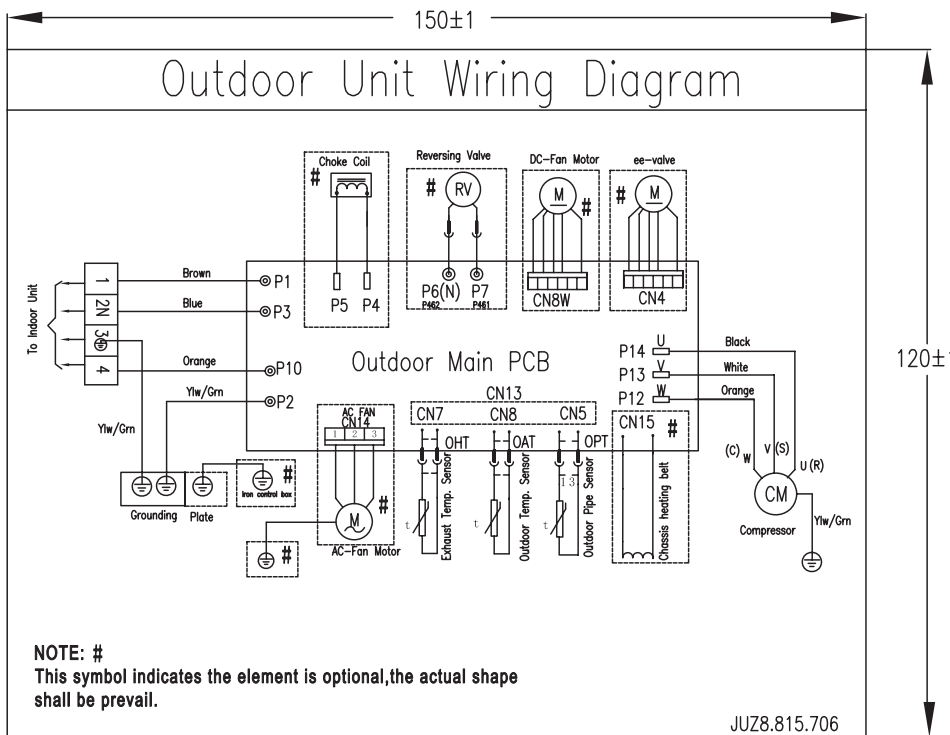 150±1
Outdoor Unit Wiring Diagram
120±1
Choke Coil
#
P5 P4
Reversing Valve
#
RV
P6(N) P7
P462 P461
DC-Fan Motor
M
#
CN8W
ee-valve
#
M
CN4
To Indoor Unit
1
2N
3
4
Brown
P1
Blue
P3
Orange
P10
Ylw/Grn
P2
Ylw/Grn
Outdoor Main PCB
P14 U Black
P13 V White
P12 W Orange
CN13
CN7 CN8 CN5
OHT OAT OPT
1 3
t
Exhaust Temp. Sensor
t
Outdoor Temp. Sensor
t
Outdoor Pipe Sensor
AC FAN
CN14
1 2 3
M
#
AC-Fan Motor
#
CN15
#
Chassis heating belt
(C) W V (S) U (R)
CM
Compressor
Ylw/Grn
Grounding
Plate
#
Iron control box
NOTE: #
This symbol indicates the element is optional,the actual shape
shall be prevail.
JUZ8.815.706